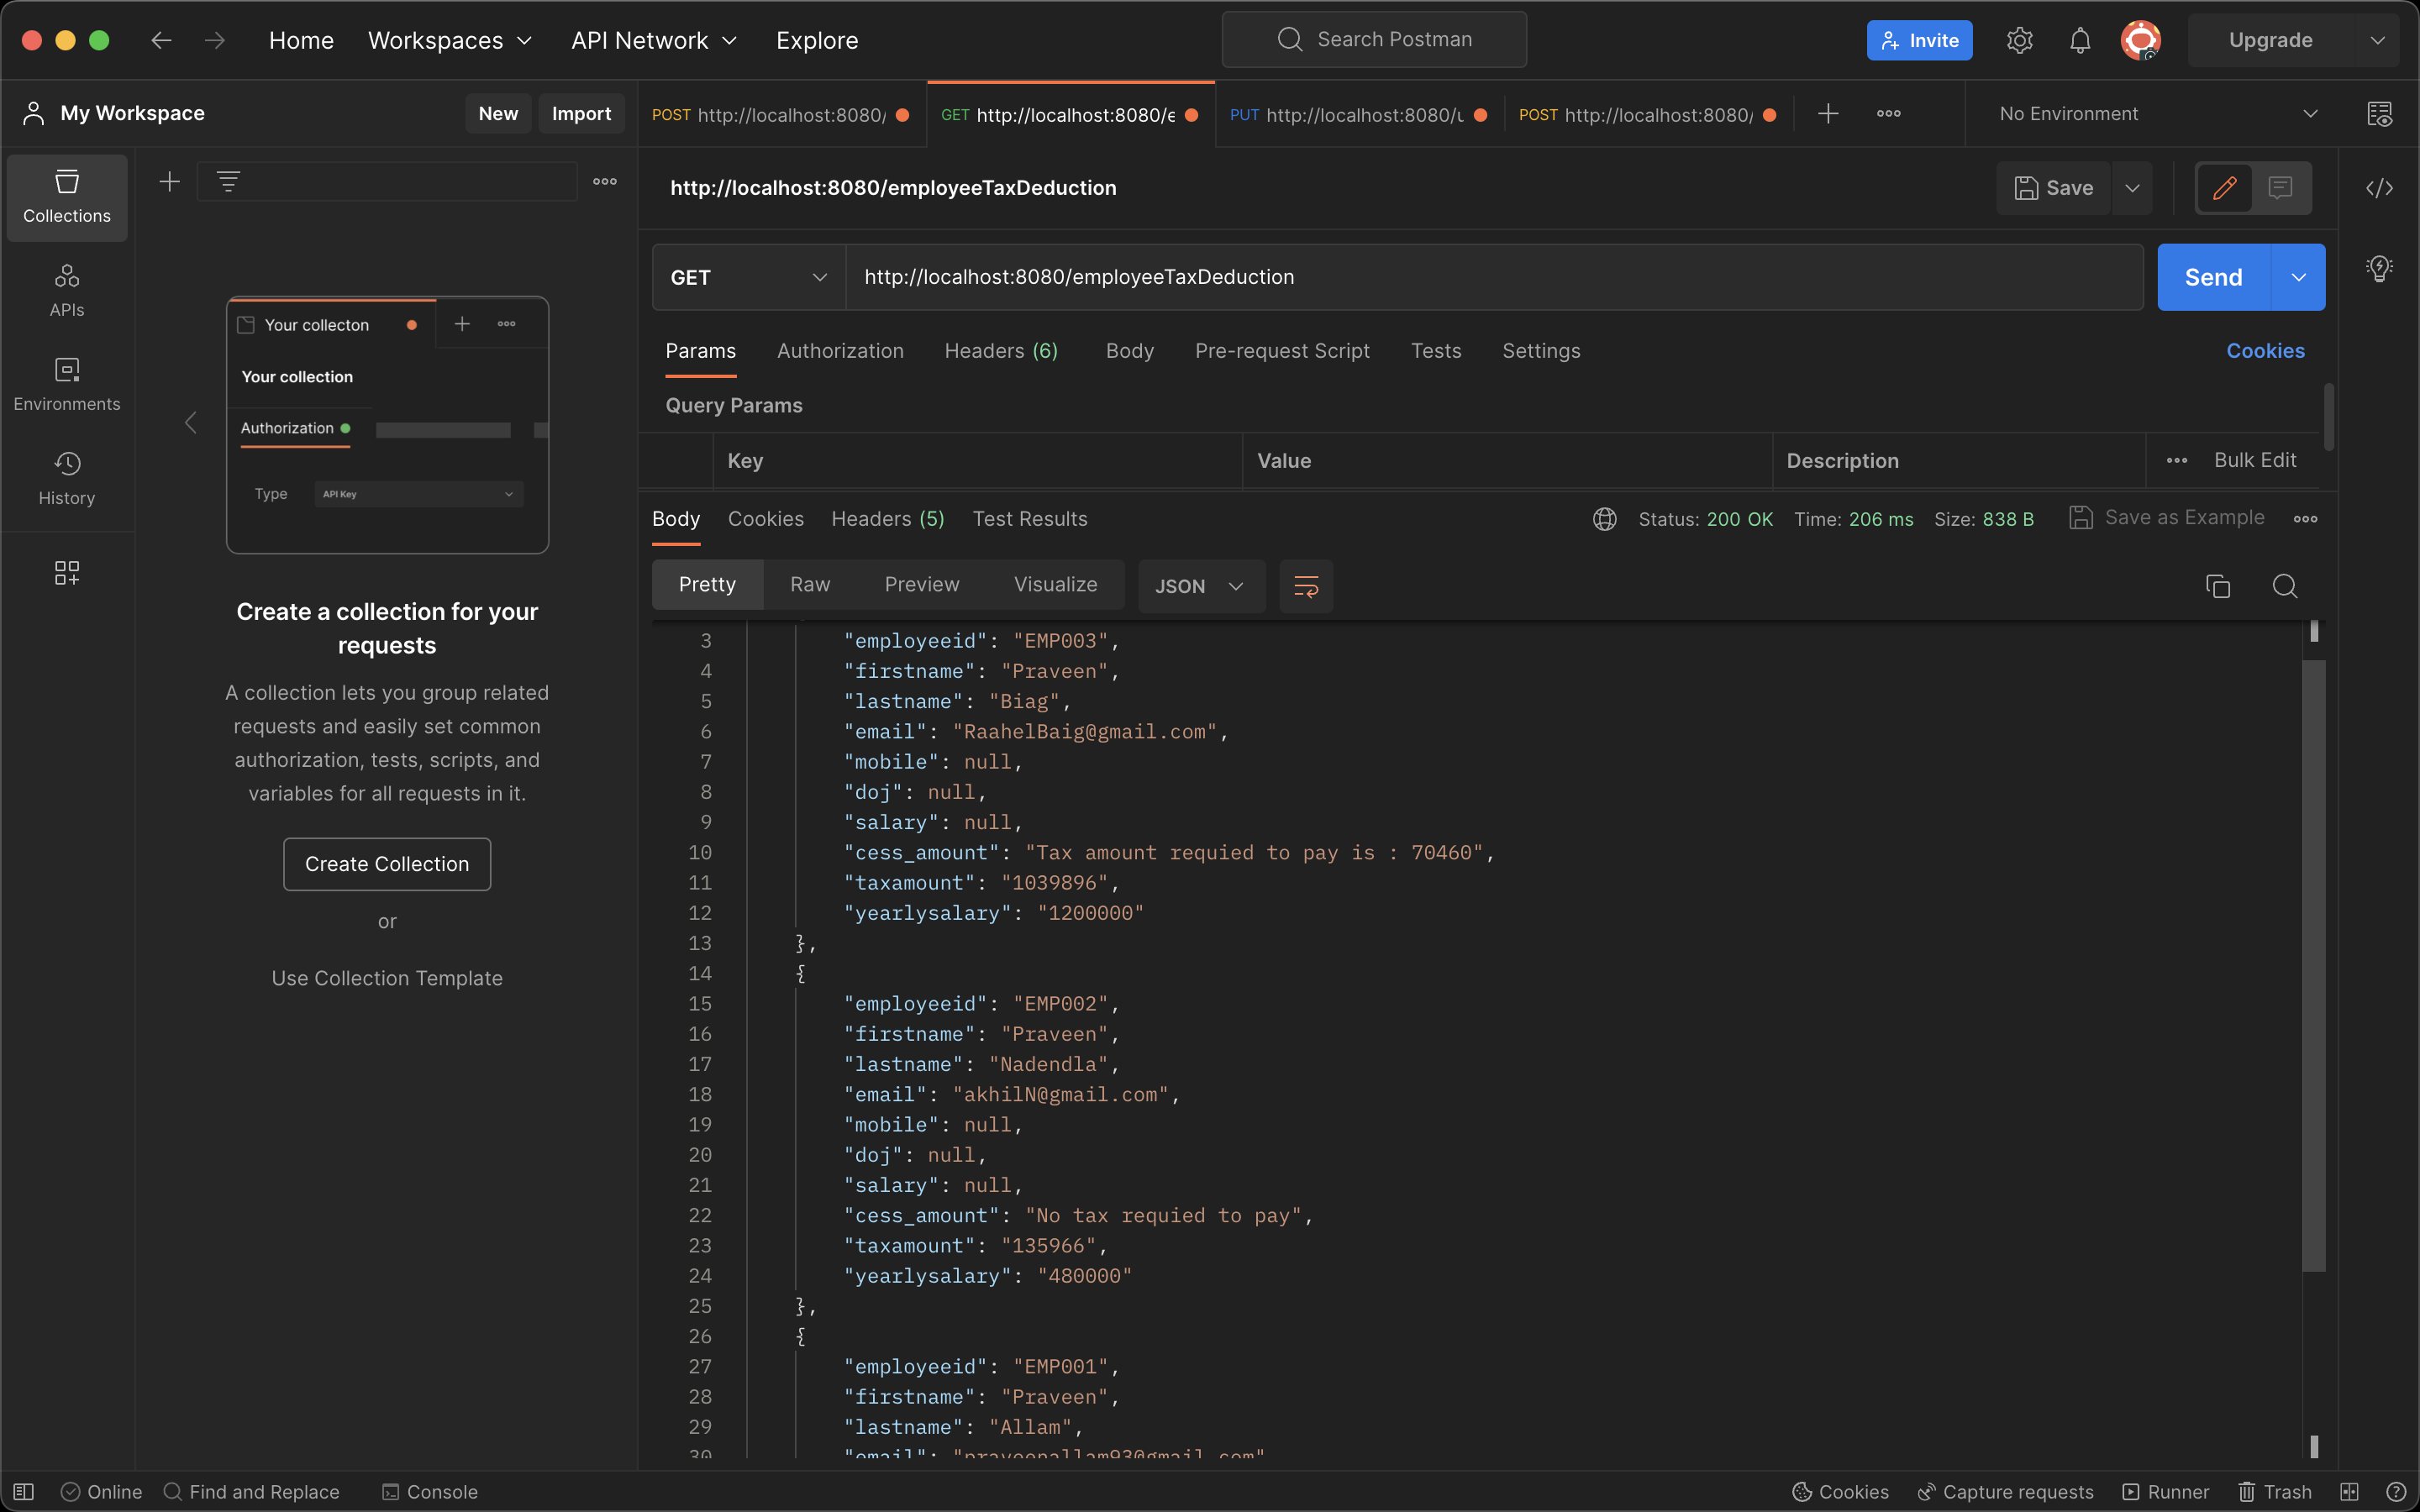 Home Workspaces API Network Explore Search Postman Invite Upgrade
My Workspace New Import
POST http://localhost:8080/ GET http://localhost:8080/e PUT http://localhost:8080/u POST http://localhost:8080/ No Environment
Collections
APIs
Environments
History
Your collecton
Your collection
Authorization
Type API Key
Create a collection for your
requests
A collection lets you group related
requests and easily set common
authorization, tests, scripts, and
variables for all requests in it.
Create Collection
or
Use Collection Template
http://localhost:8080/employeeTaxDeduction Save
GET http://localhost:8080/employeeTaxDeduction Send
Params Authorization Headers (6) Body Pre-request Script Tests Settings Cookies
Query Params
Key Value Description Bulk Edit
Body Cookies Headers (5) Test Results Status: 200 OK Time: 206 ms Size: 838 B Save as Example
Pretty Raw Preview Visualize JSON
3 "employeeid": "EMP003",
4 "firstname": "Praveen",
5 "lastname": "Biag",
6 "email": "RaahelBaig@gmail.com",
7 "mobile": null,
8 "doj": null,
9 "salary": null,
10 "cess_amount": "Tax amount requied to pay is : 70460",
11 "taxamount": "1039896",
12 "yearlysalary": "1200000"
13 },
14 {
15 "employeeid": "EMP002",
16 "firstname": "Praveen",
17 "lastname": "Nadendla",
18 "email": "akhilN@gmail.com",
19 "mobile": null,
20 "doj": null,
21 "salary": null,
22 "cess_amount": "No tax requied to pay",
23 "taxamount": "135966",
24 "yearlysalary": "480000"
25 },
26 {
27 "employeeid": "EMP001",
28 "firstname": "Praveen",
29 "lastname": "Allam",
30 "email": "praveenallam93@gmail.com"
Online Find and Replace Console Cookies Capture requests Runner Trash